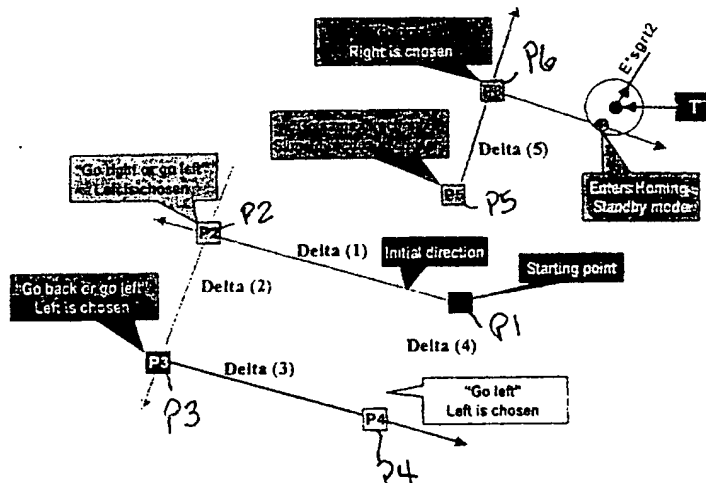 Right is chosen
P6
E*sqrt2
T
Delta (5)
P5
P5
Enters Homing
Standby mode
"Go right or go left"
Left is chosen
P2
P2
Delta (1)
Initial direction
Starting point
P1
Delta (2)
"Go back or go left"
Left is chosen
Delta (4)
P3
P3
Delta (3)
"Go left"
Left is chosen
P4
P4